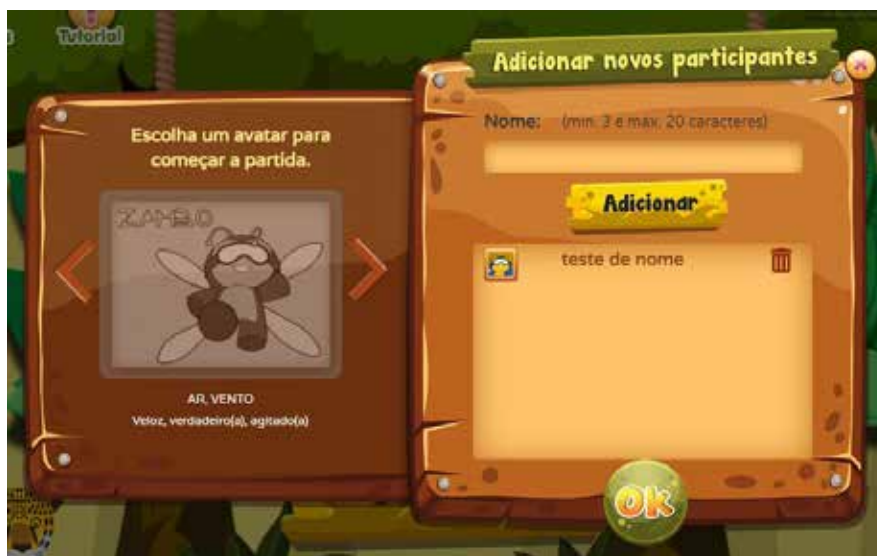 Tutorial
Adicionar novos participantes
Escolha um avatar para
começar a partida.
Nome: (min. 3 e max. 20 caracteres)
Adicionar
teste de nome
AR, VENTO
Veloz, verdadeiro(a), agitado(a)
Ok